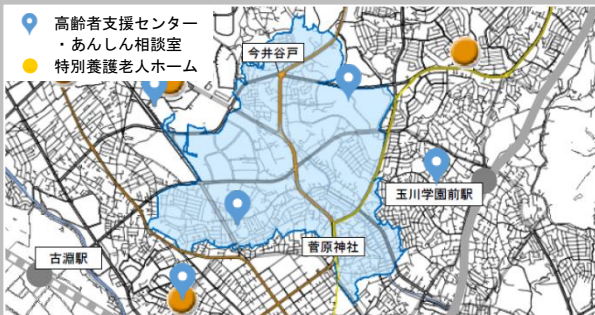 高齢者支援センター
・あんしん相談室
特別養護老人ホーム
今井谷戸
玉川学園前駅
菅原神社
古淵駅